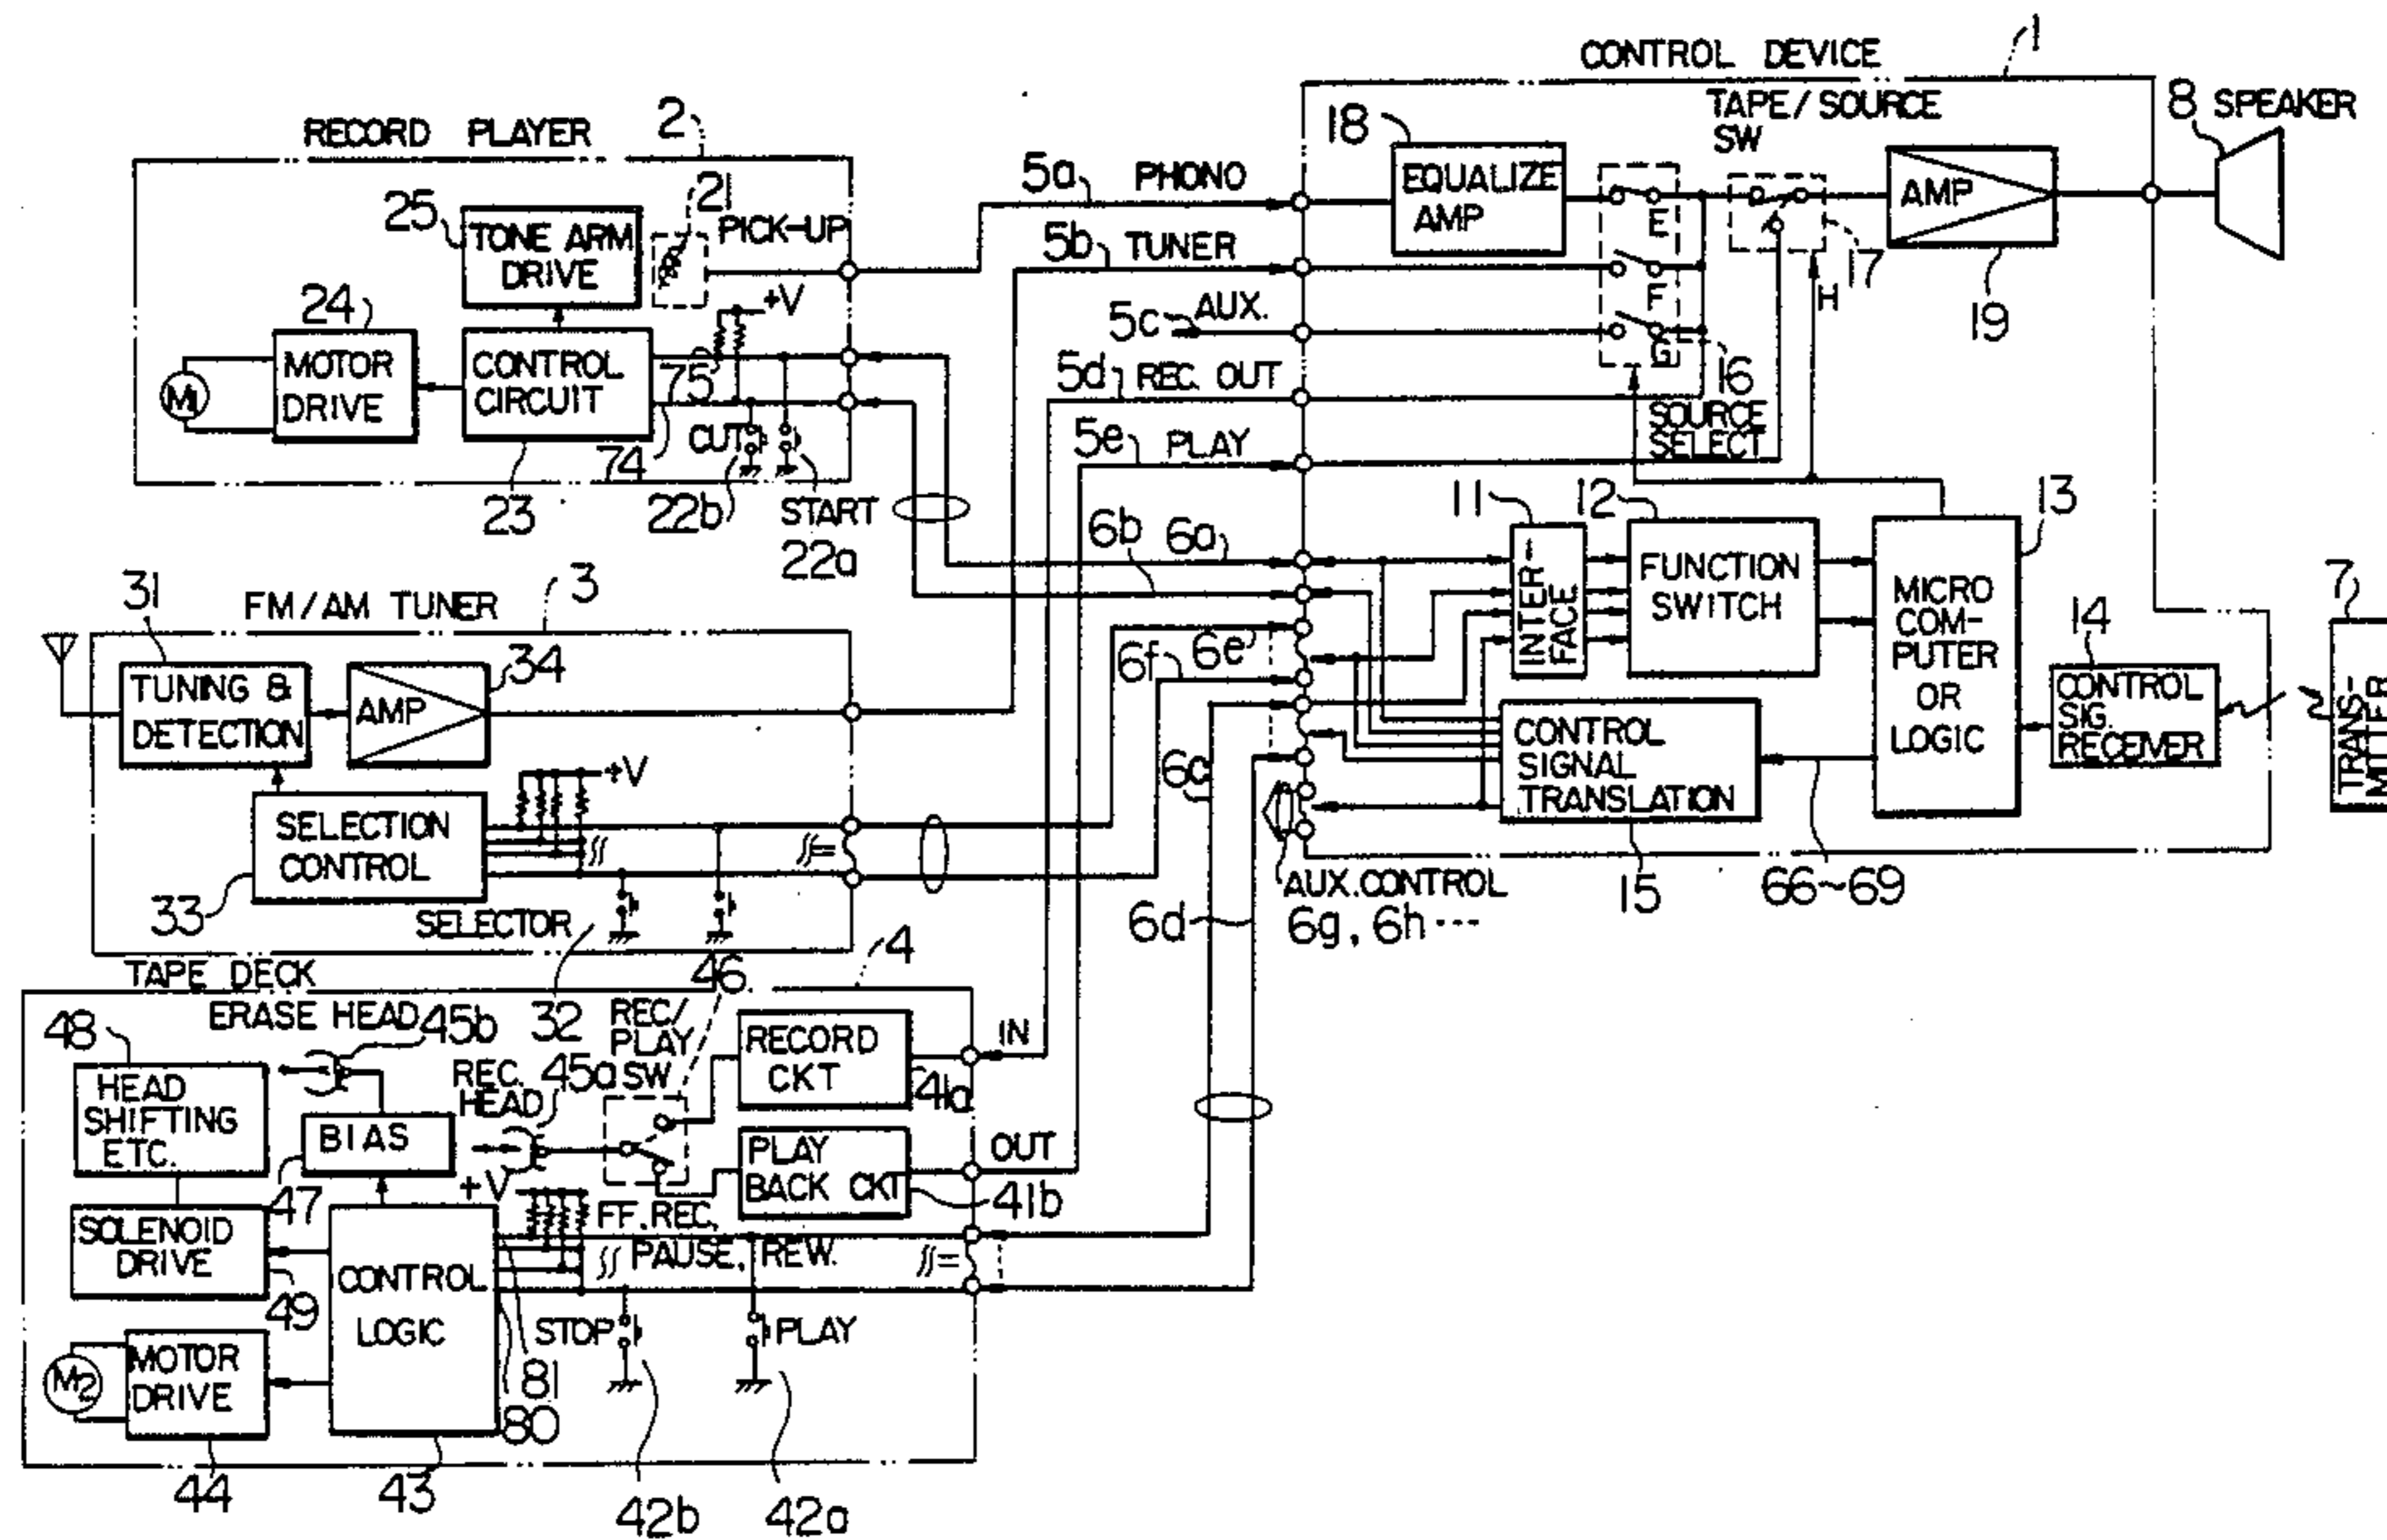 CONTROL DEVICE
1
RECORD PLAYER
2
25
TONE ARM
DRIVE
21
PICK-UP
24
MOTOR
DRIVE
M1
CONTROL
CIRCUIT
23
+V
75
74
CUT
22b
START
22a
5a
PHONO
5b
TUNER
5c
AUX.
5d
REC. OUT
5e
PLAY
6b
6a
18
EQUALIZE
AMP
E
F
G
16
SOURCE
SELECT
TAPE/SOURCE
SW
H
17
AMP
19
8 SPEAKER
11
INTER-
FACE
12
FUNCTION
SWITCH
13
MICRO
COM-
PUTER
OR
LOGIC
14
CONTROL
SIG.
RECEIVER
7
TRANS-
MITTER
CONTROL
SIGNAL
TRANSLATION
15
66~69
AUX.CONTROL
6g, 6h ---
6e
6f
6c
6d
FM/AM TUNER
3
31
TUNING &
DETECTION
34
AMP
+V
SELECTION
CONTROL
33
SELECTOR
32
TAPE DECK
4
ERASE HEAD
45b
48
HEAD
SHIFTING
ETC.
BIAS
47
REC.
HEAD
45a
REC/
PLAY
SW
46
RECORD
CKT
41a
IN
PLAY
BACK CKT
41b
OUT
+V
FF. REC.
PAUSE, REW.
SOLENOID
DRIVE
49
CONTROL
LOGIC
43
MOTOR
DRIVE
44
M2
81
80
STOP
42b
PLAY
42a